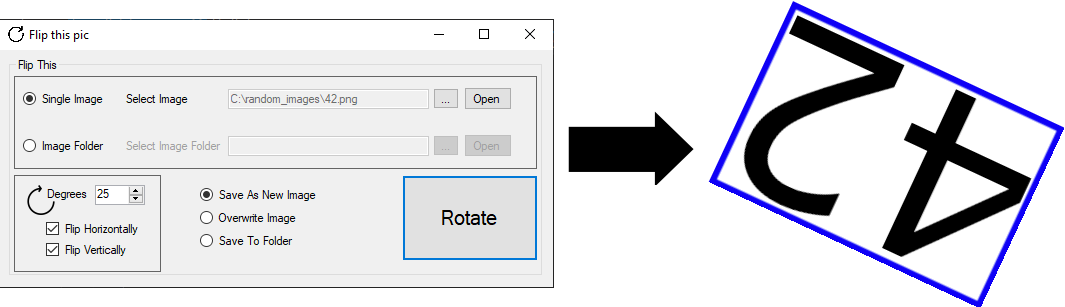 Flip this pic
Flip This
Single Image Select Image C:\random_images\42.png ... Open
Image Folder Select Image Folder ... Open
Degrees 25
Flip Horizontally
Flip Vertically
Save As New Image
Overwrite Image
Save To Folder
Rotate
42